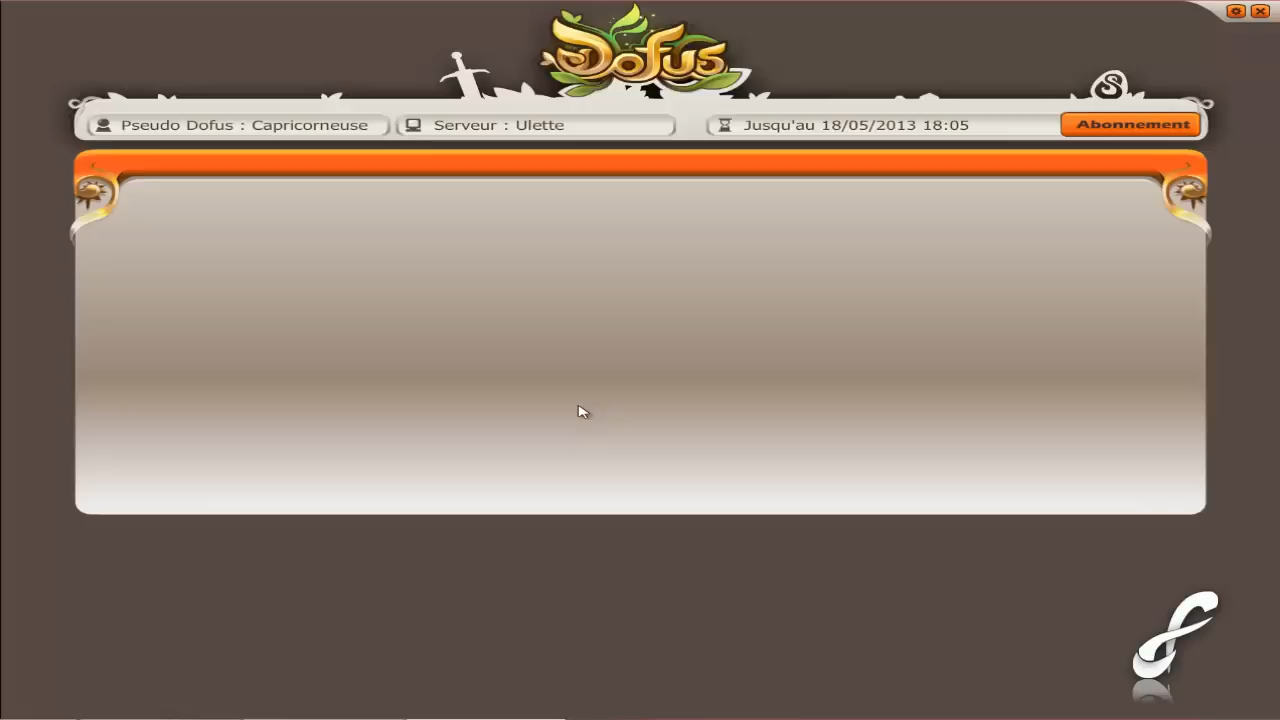 Dofus
Pseudo Dofus : Capricorneuse
Serveur : Ulette
Jusqu'au 18/05/2013 18:05
Abonnement